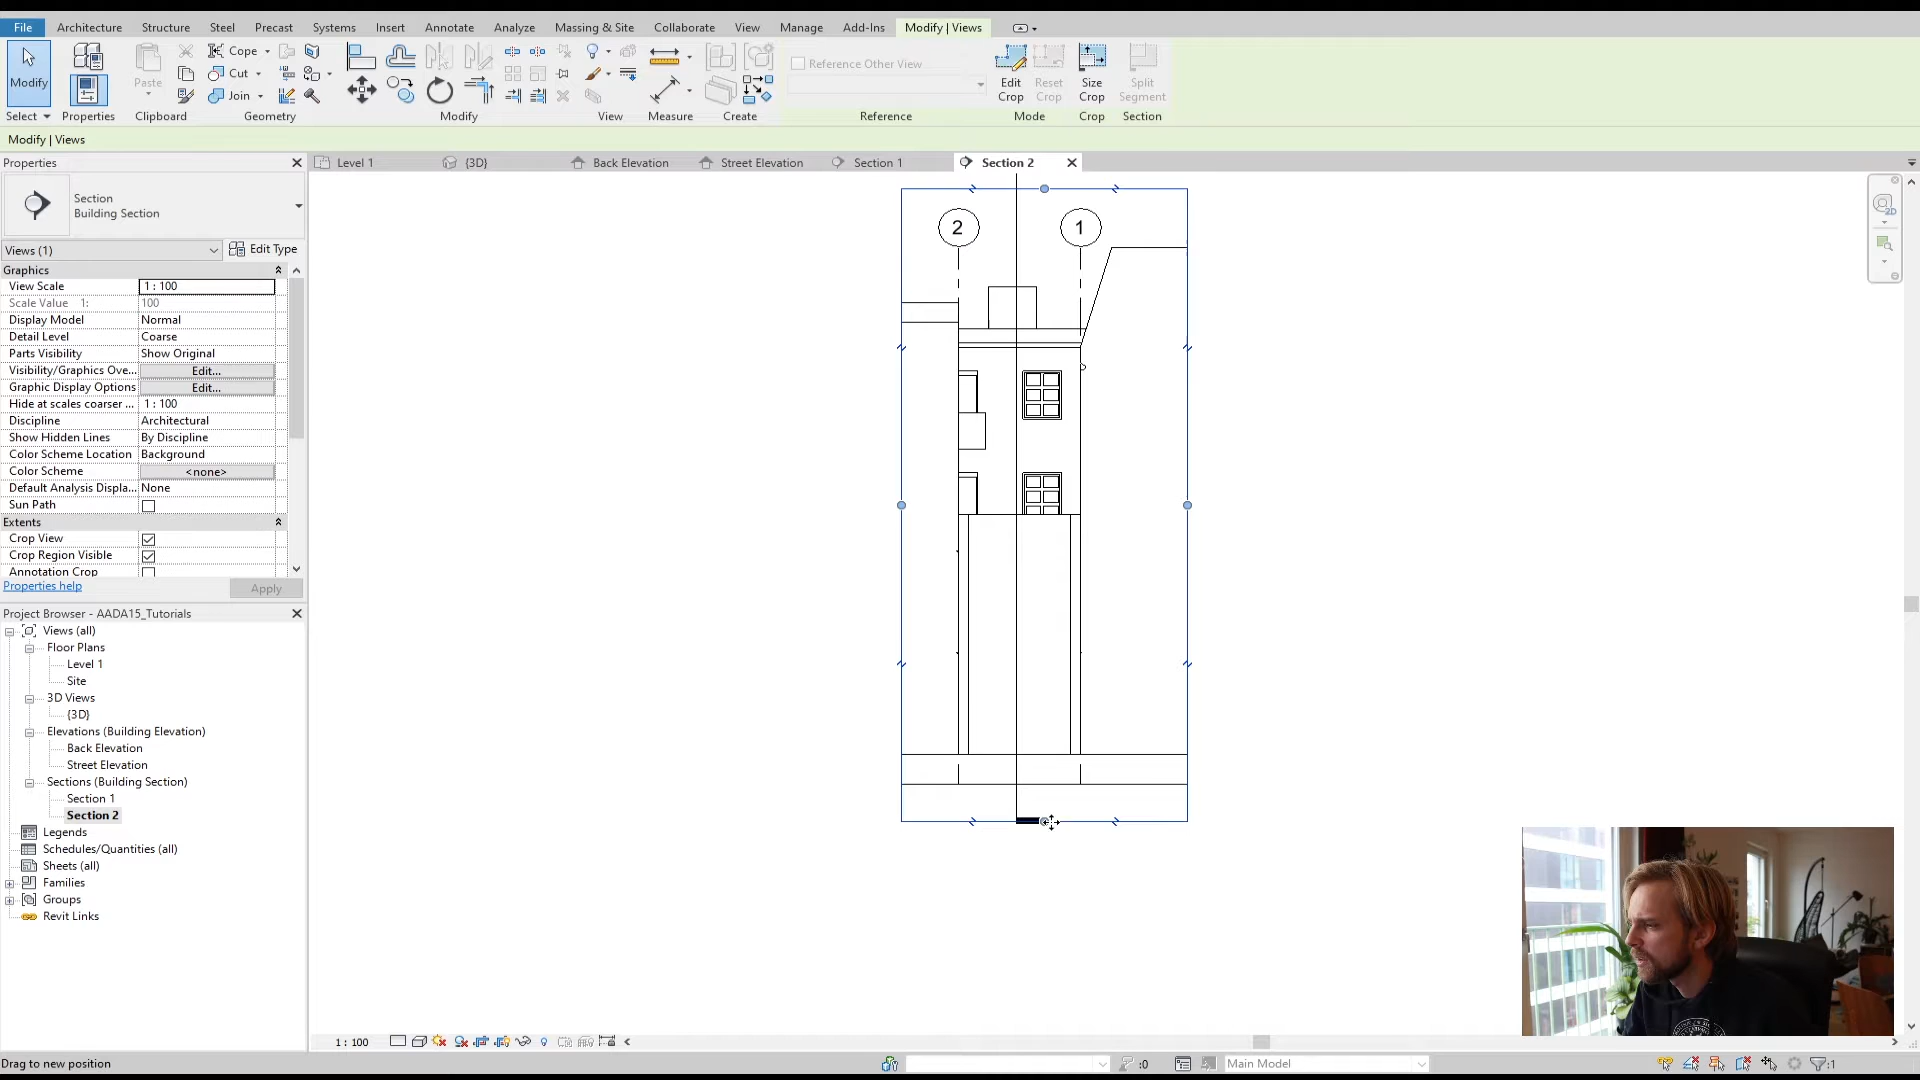 File Architecture Structure Steel Precast Systems Insert Annotate Analyze Massing & Site Collaborate View Manage Add-Ins Modify | Views
Modify
Select
Properties
Paste
Clipboard
Cope
Cut
Join
Geometry
Modify
View
Measure
Create
Reference Other View
Reference
Edit Crop
Reset Crop
Mode
Size Crop
Crop
Split Segment
Section
Modify | Views
Properties
Level 1
{3D}
Back Elevation
Street Elevation
Section 1
Section 2
Section
Building Section
Views (1)
Edit Type
Graphics
View Scale 1 : 100
Scale Value 1: 100
Display Model Normal
Detail Level Coarse
Parts Visibility Show Original
Visibility/Graphics Ove... Edit...
Graphic Display Options Edit...
Hide at scales coarser ... 1 : 100
Discipline Architectural
Show Hidden Lines By Discipline
Color Scheme Location Background
Color Scheme <none>
Default Analysis Displa... None
Sun Path
Extents
Crop View
Crop Region Visible
Annotation Crop
Properties help
Apply
Project Browser - AADA15_Tutorials
Views (all)
Floor Plans
Level 1
Site
3D Views
{3D}
Elevations (Building Elevation)
Back Elevation
Street Elevation
Sections (Building Section)
Section 1
Section 2
Legends
Schedules/Quantities (all)
Sheets (all)
Families
Groups
Revit Links
2
1
2D
1 : 100
Drag to new position
:0
Main Model
:1